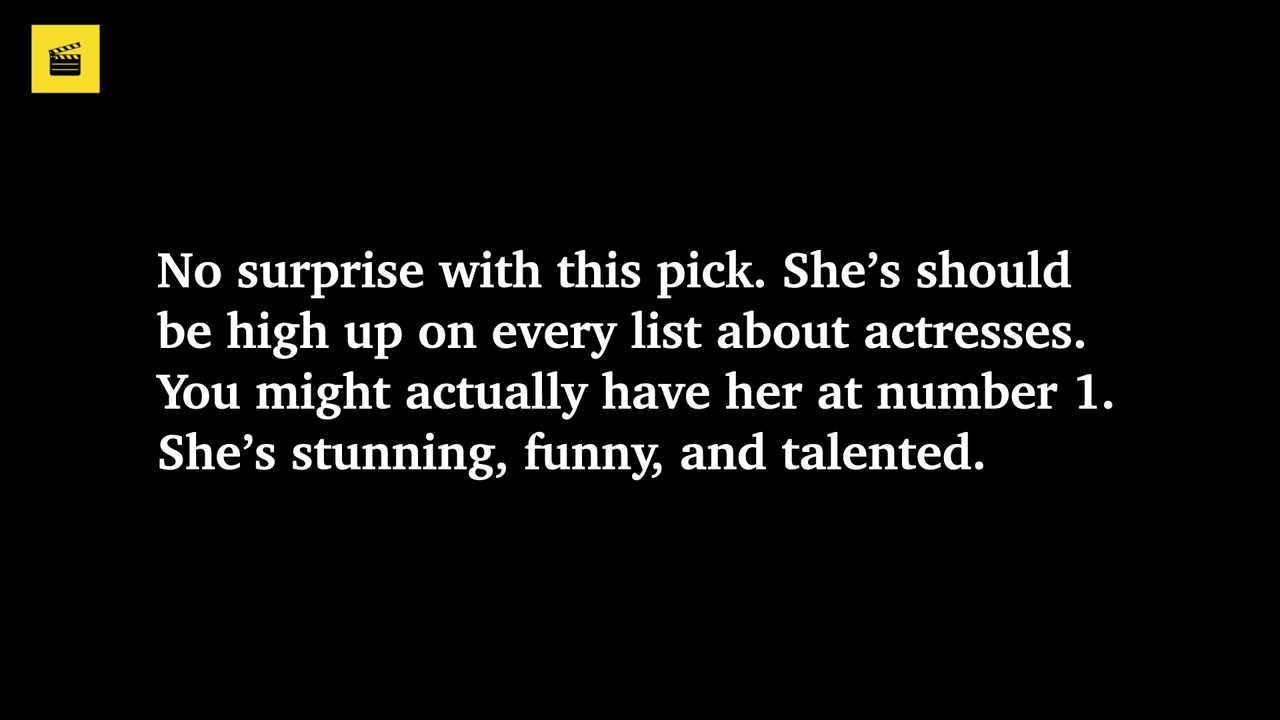 No surprise with this pick. She’s should
be high up on every list about actresses.
You might actually have her at number 1.
She’s stunning, funny, and talented.